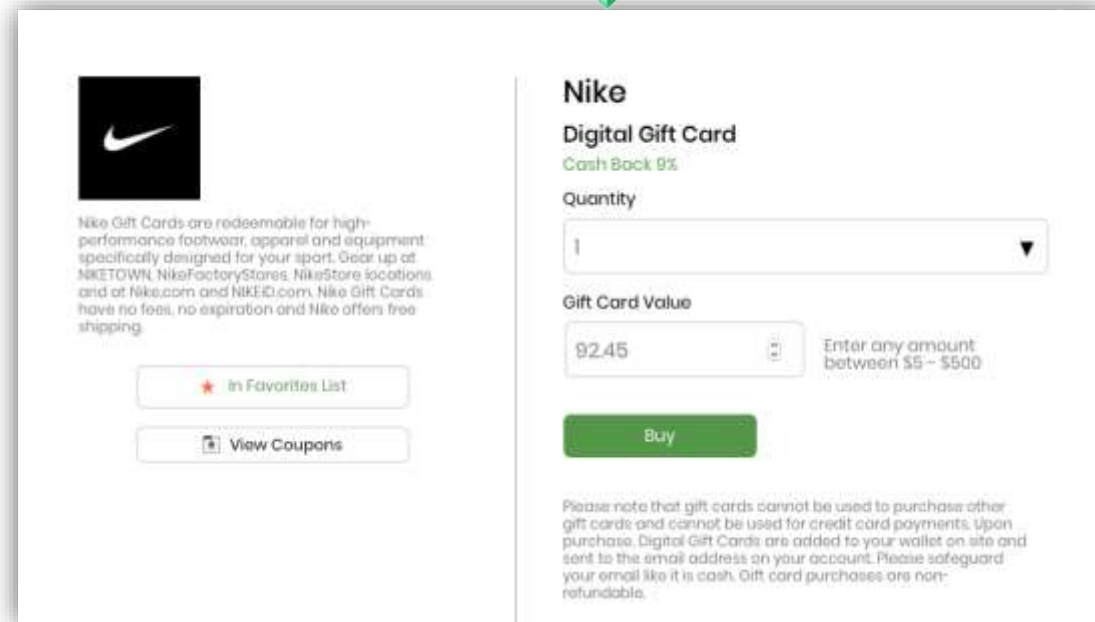 Nike Gift Cards are redeemable for high-
performance footwear, apparel and equipment
specifically designed for your sport. Gear up at
NIKETOWN, NikeFactoryStores, NikeStore locations
and at Nike.com and NIKEiD.com. Nike Gift Cards
have no fees, no expiration and Nike offers free
shipping.
In Favorites List
View Coupons
Nike
Digital Gift Card
Cash Back 9%
Quantity
1
Gift Card Value
92.45
Enter any amount
between $5 - $500
Buy
Please note that gift cards cannot be used to purchase other
gift cards and cannot be used for credit card payments. Upon
purchase, Digital Gift Cards are added to your wallet on site and
sent to the email address on your account. Please safeguard
your email like it is cash. Gift card purchases are non-
refundable.